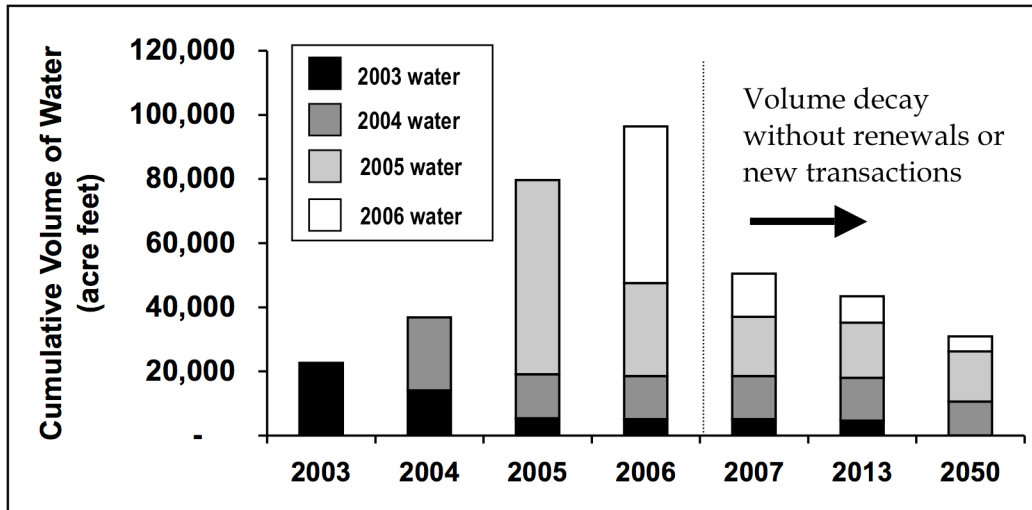 Cumulative Volume of Water
(acre feet)
120,000
100,000
80,000
60,000
40,000
20,000
-
2003 water
2004 water
2005 water
2006 water
Volume decay
without renewals or
new transactions
2003 2004 2005 2006 2007 2013 2050